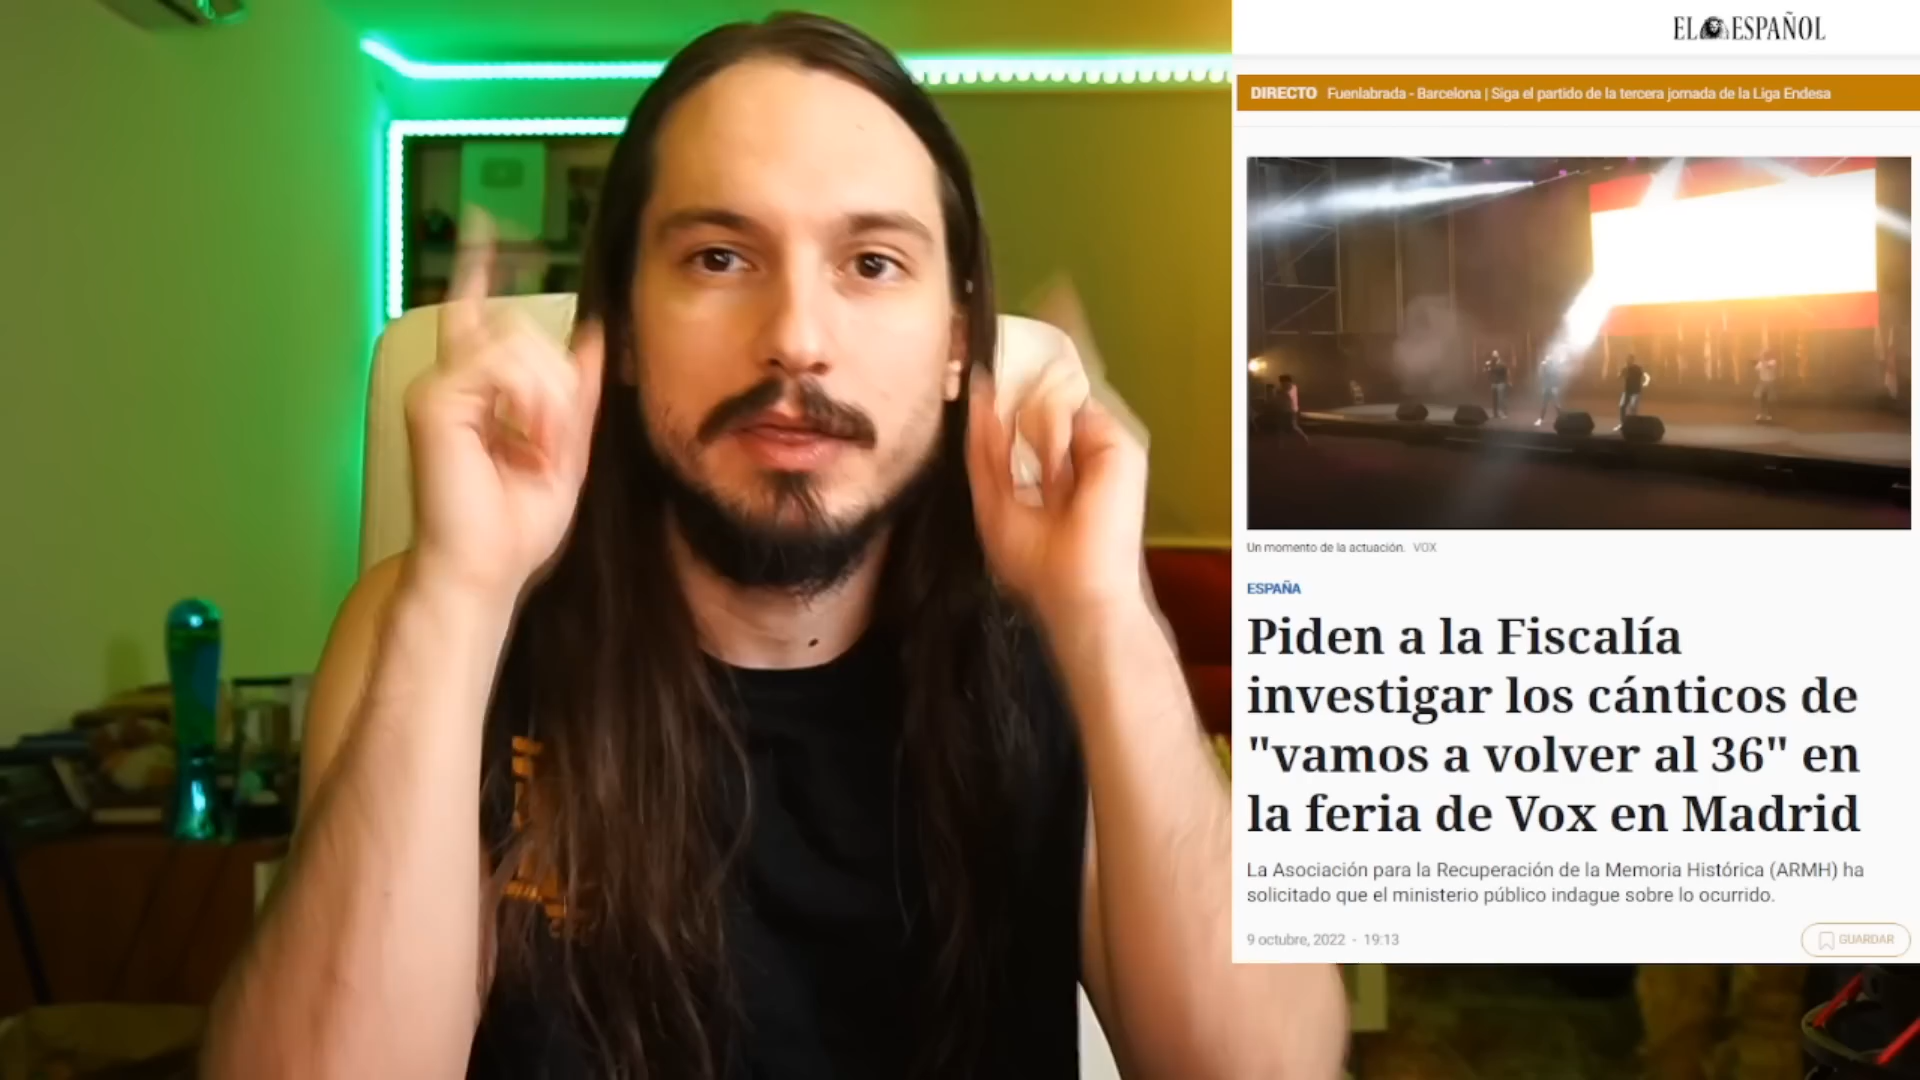 EL ESPAÑOL
DIRECTO Fuenlabrada - Barcelona | Siga el partido de la tercera jornada de la Liga Endesa
Un momento de la actuación. VOX
ESPAÑA
Piden a la Fiscalía
investigar los cánticos de
"vamos a volver al 36" en
la feria de Vox en Madrid
La Asociación para la Recuperación de la Memoria Histórica (ARMH) ha
solicitado que el ministerio público indague sobre lo ocurrido.
9 octubre, 2022 - 19:13
GUARDAR